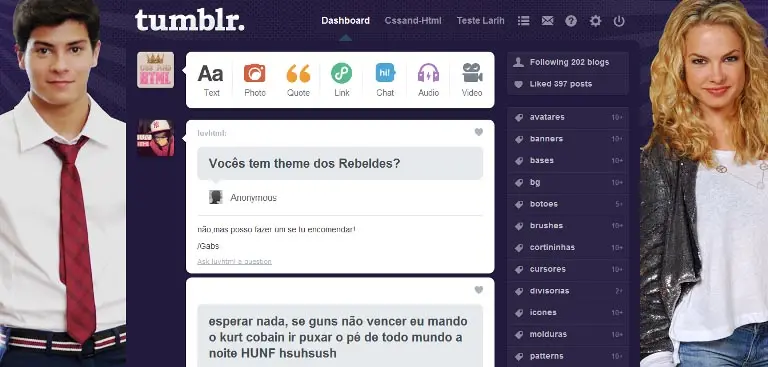 tumblr.
Dashboard
Cssand-Html
Teste Larih
Aa
Text
Photo
Quote
Link
hi!
Chat
Audio
Video
luvhtml:
Vocês tem theme dos Rebeldes?
Anonymous
não,mas posso fazer um se tu encomendar!
/Gabs
Ask luvhtml a question
esperar nada, se guns não vencer eu mando
o kurt cobain ir puxar o pé de todo mundo a
noite HUNF hsuhsush
Following 202 blogs
Liked 397 posts
avatares 10+
banners 10+
bases 10+
bg 10+
botoes 5+
brushes 10+
cortininhas 10+
cursores 10+
divisorias 2+
icones 10+
molduras 10+
patterns 10+